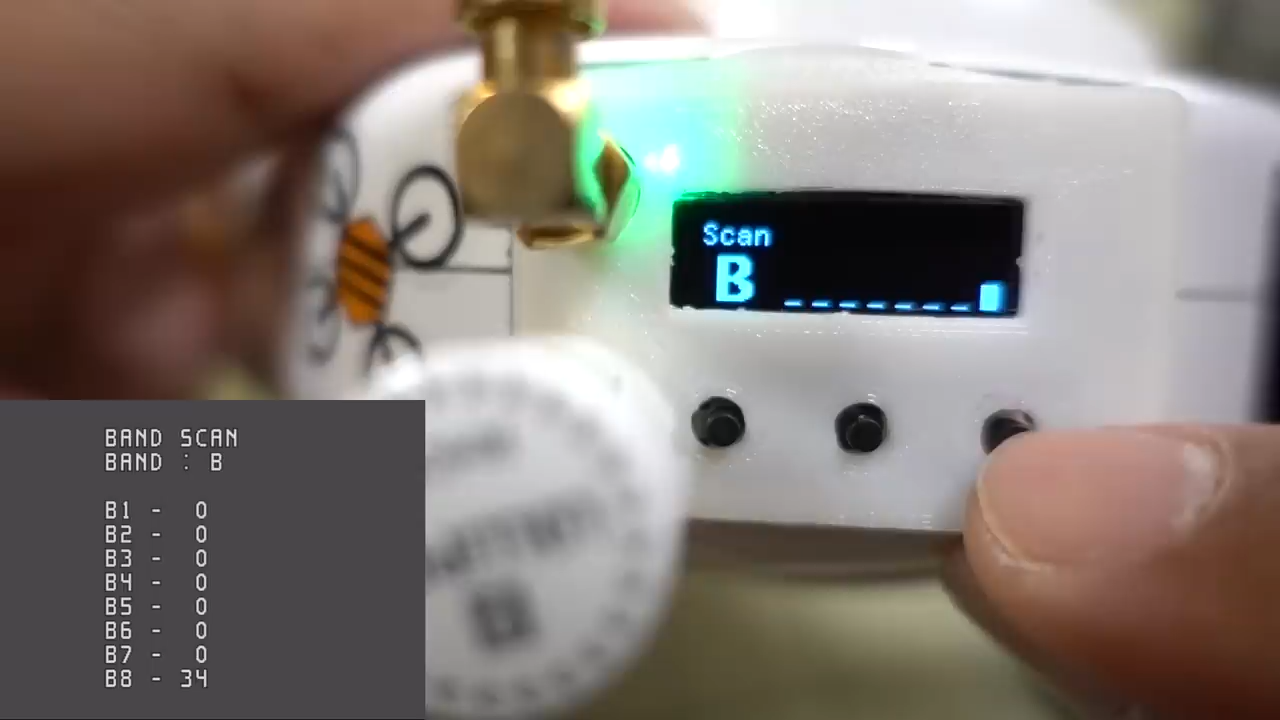 Scan
B
BAND SCAN
BAND : B
B1 - 0
B2 - 0
B3 - 0
B4 - 0
B5 - 0
B6 - 0
B7 - 0
B8 - 34